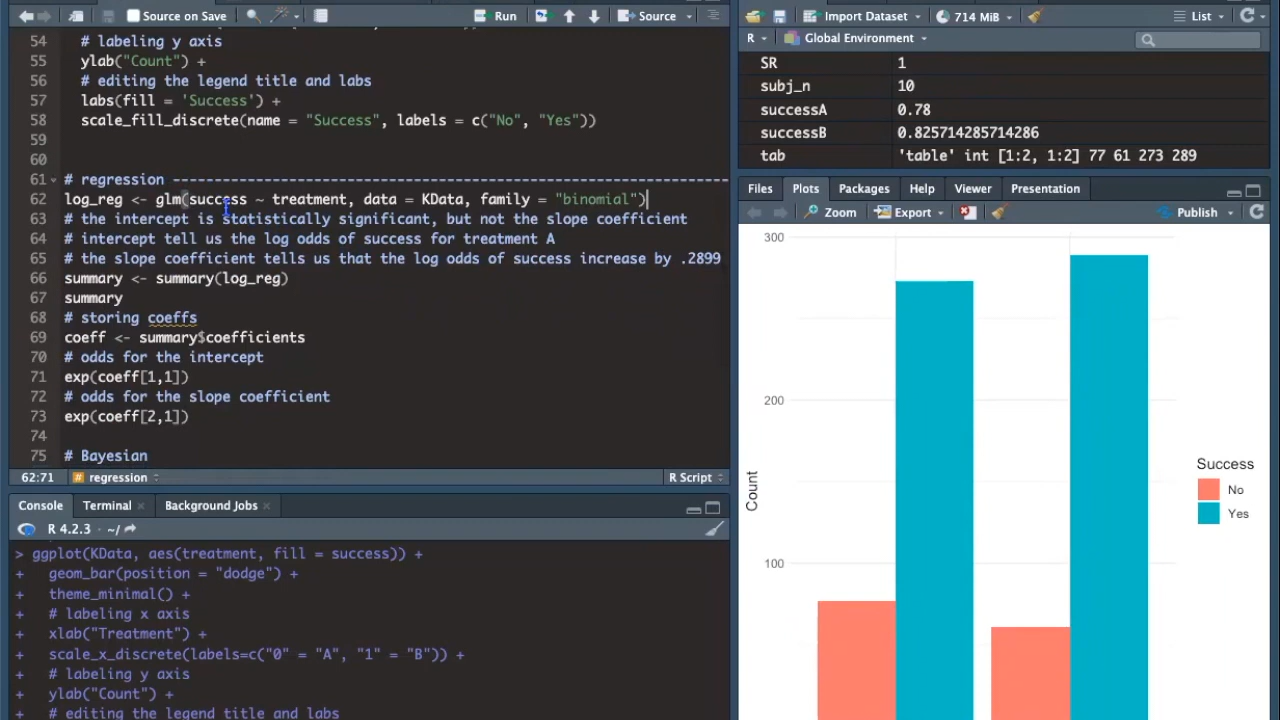 Source on Save
Run
Source
54
# labeling y axis
55
ylab("Count") +
56
# editing the legend title and labs
57
labs(fill = 'Success') +
58
scale_fill_discrete(name = "Success", labels = c("No", "Yes"))
59
60
61
# regression
62
log_reg <- glm(success ~ treatment, data = KData, family = "binomial")
63
# the intercept is statistically significant, but not the slope coefficient
64
# intercept tell us the log odds of success for treatment A
65
# the slope coefficient tells us that the log odds of success increase by .2899
66
summary <- summary(log_reg)
67
summary
68
# storing coeffs
69
coeff <- summary$coefficients
70
# odds for the intercept
71
exp(coeff[1,1])
72
# odds for the slope coefficient
73
exp(coeff[2,1])
74
75
# Bayesian
62:71
# regression
R Script
Console
Terminal
Background Jobs
R 4.2.3 · ~/
> ggplot(KData, aes(treatment, fill = success)) +
+ geom_bar(position = "dodge") +
+ theme_minimal() +
+ # labeling x axis
+ xlab("Treatment") +
+ scale_x_discrete(labels=c("0" = "A", "1" = "B")) +
+ # labeling y axis
+ ylab("Count") +
+ # editing the legend title and labs
Import Dataset
714 MiB
List
R
Global Environment
SR 1
subj_n 10
successA 0.78
successB 0.825714285714286
tab 'table' int [1:2, 1:2] 77 61 273 289
Files
Plots
Packages
Help
Viewer
Presentation
Zoom
Export
Publish
300
200
100
Count
Success
No
Yes